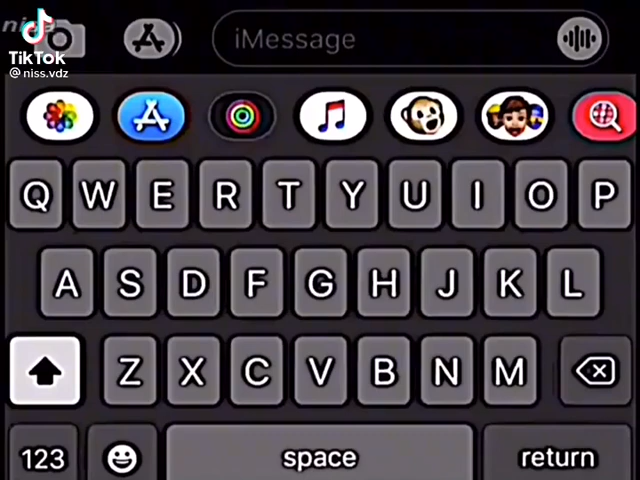 TikTok
@niss.vdz
iMessage
Q W E R T Y U I O P
A S D F G H J K L
Z X C V B N M
123 space return